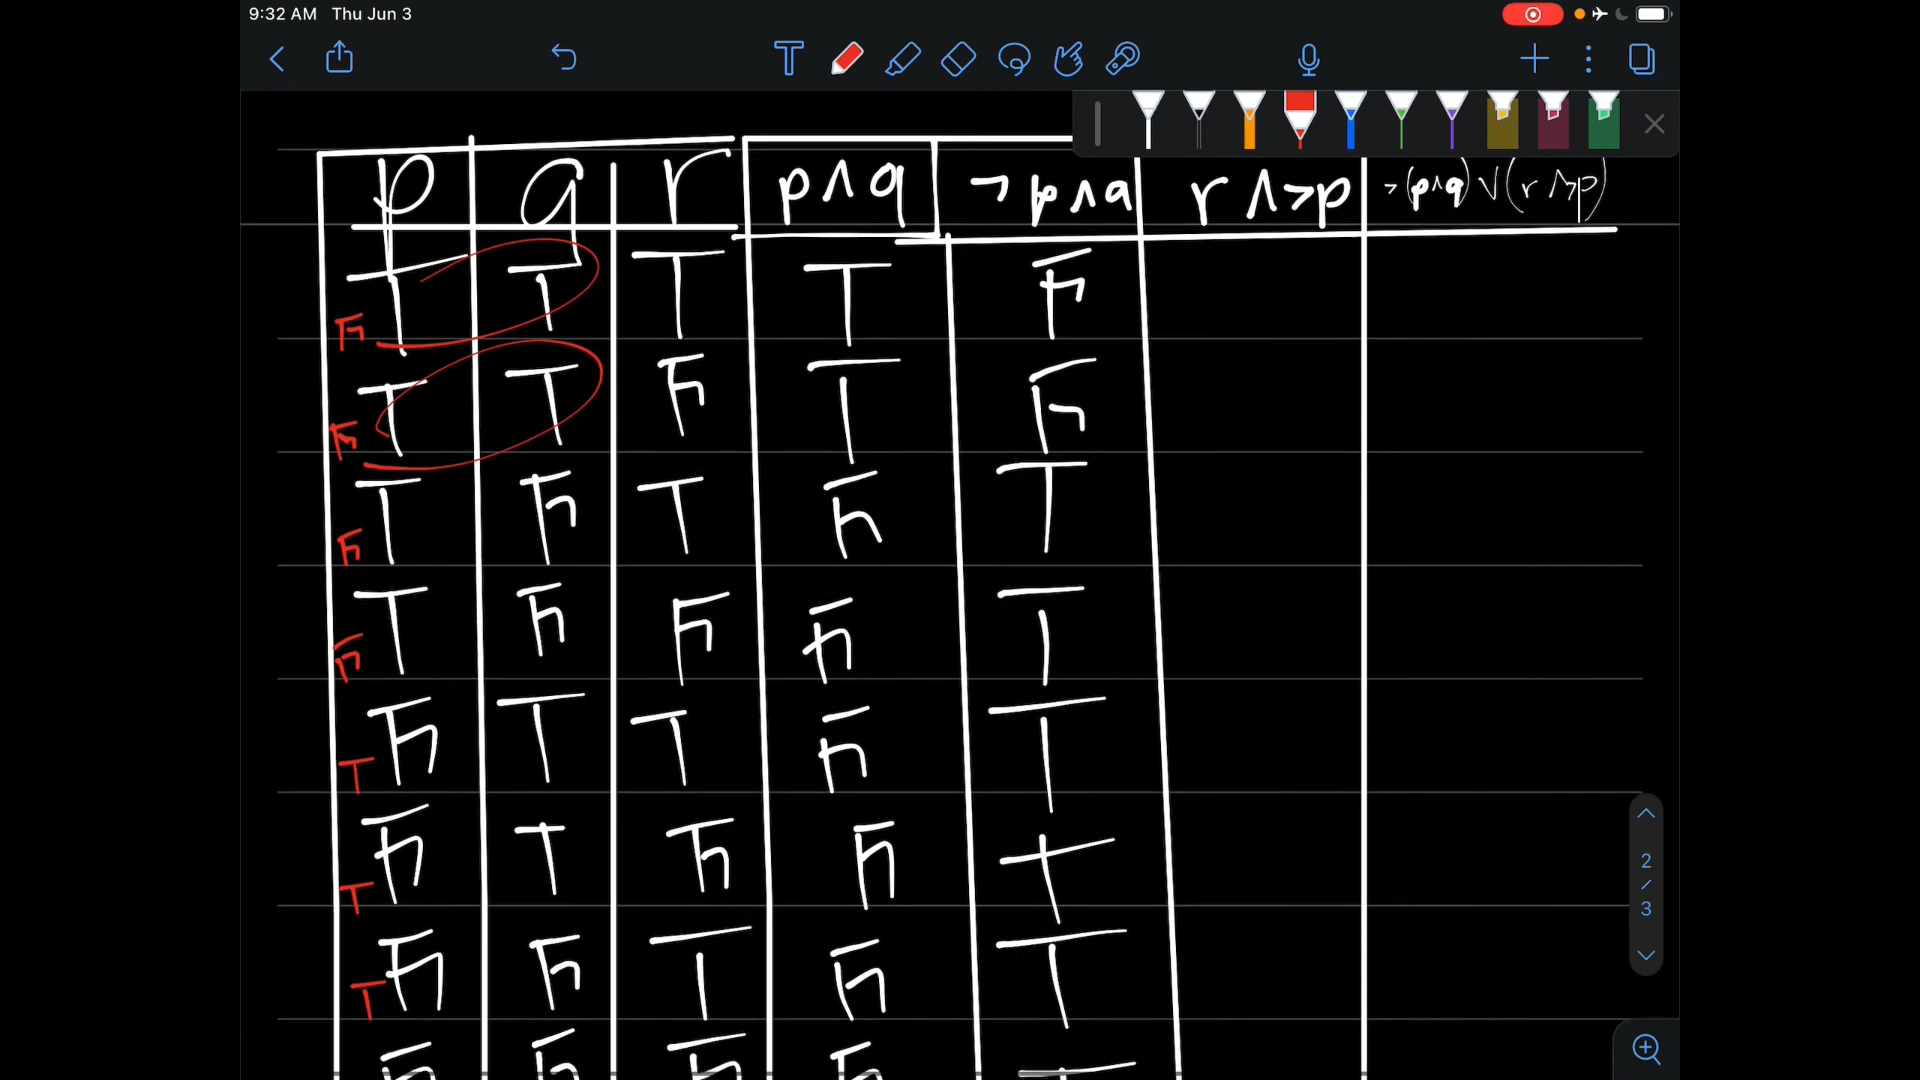 9:32 AM Thu Jun 3
p q r p∧q ¬p∧q r∧¬p ¬(p∧q)∨(r∧¬p)
T T T T F
F
T T F T F
F
T F T F T
F
T F F F T
F
F T T F T
T
F T F F T
T
F F T F T
T
F F F F T
2
/
3